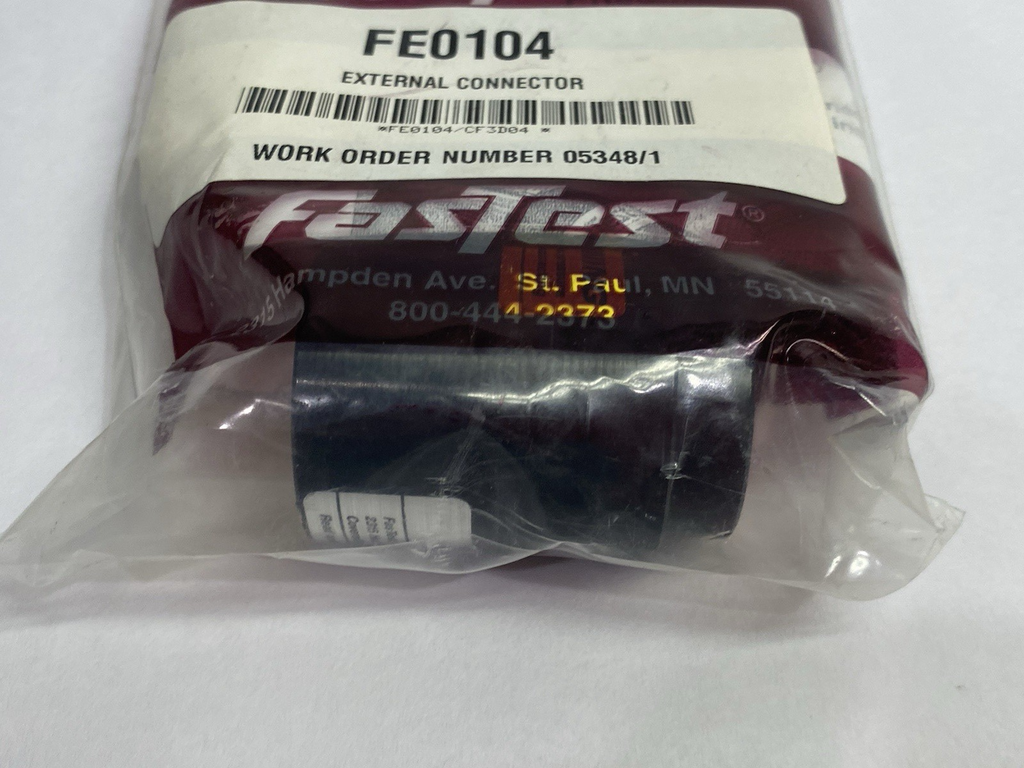 FE0104
EXTERNAL CONNECTOR
*FE0104/CF3D04 *
WORK ORDER NUMBER 05348/1
FasTest®
Hampden Ave. St. Paul, MN 55114
800-444-2373